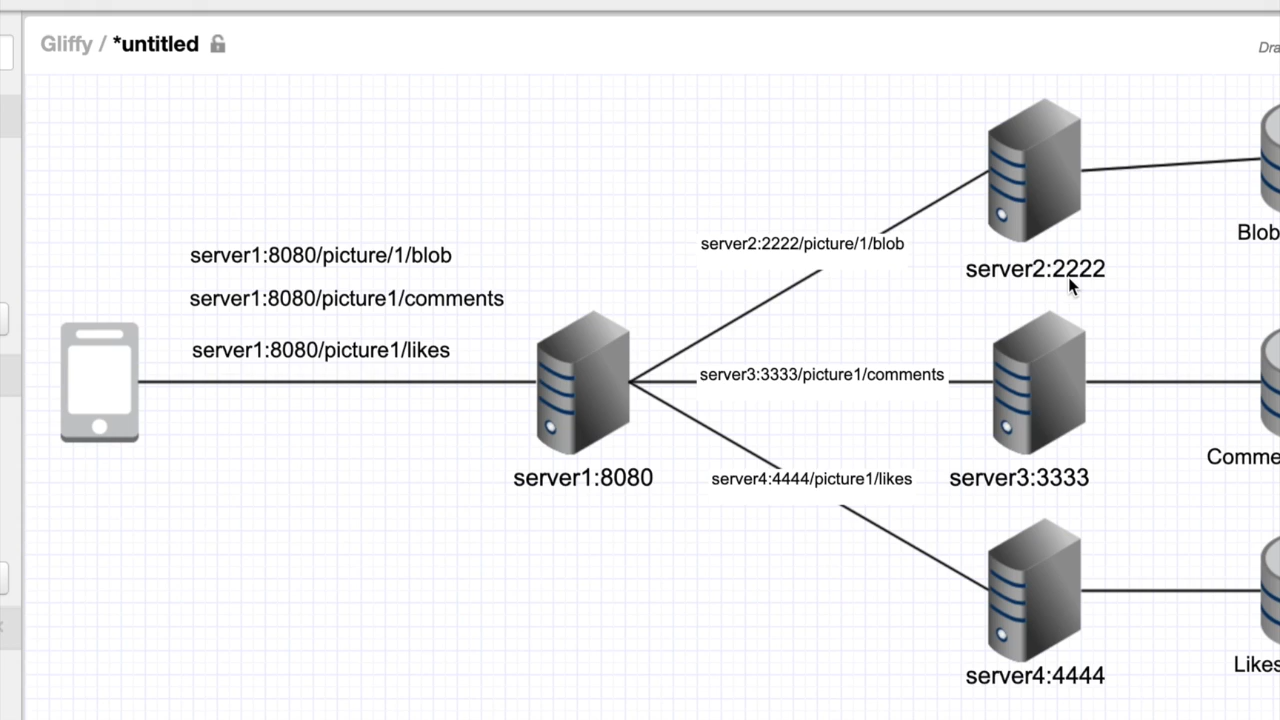 Gliffy / *untitled
server1:8080/picture/1/blob
server1:8080/picture1/comments
server1:8080/picture1/likes
server1:8080
server2:2222/picture/1/blob
server3:3333/picture1/comments
server4:4444/picture1/likes
server2:2222
server3:3333
server4:4444
Blob
Likes